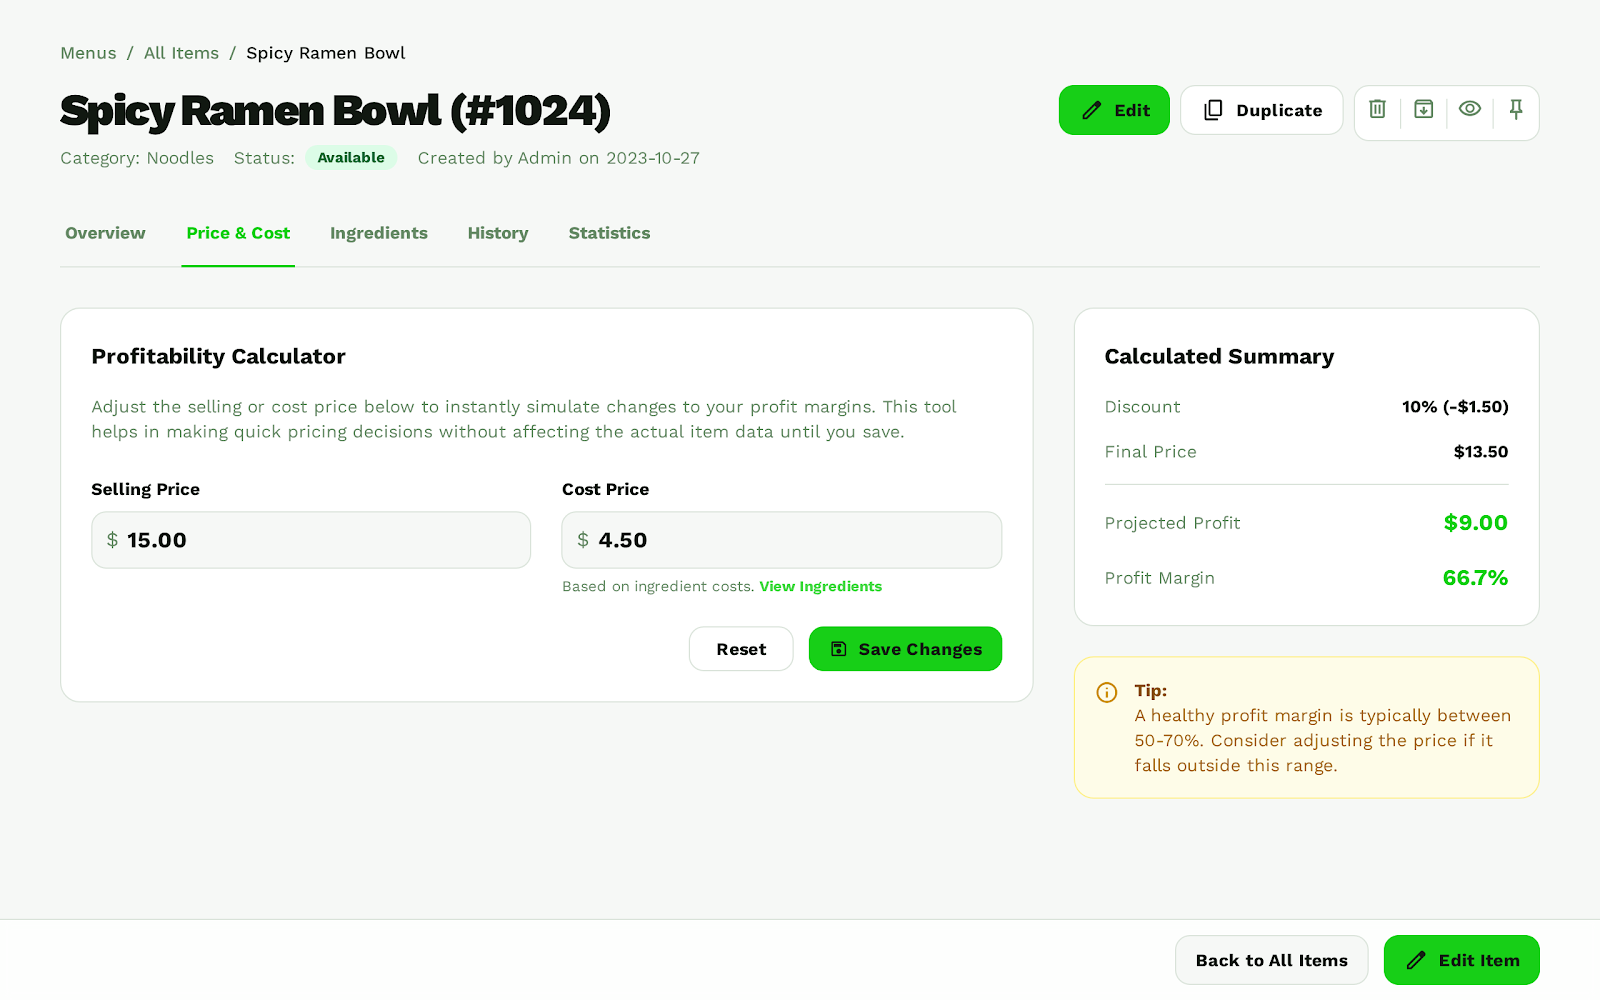 Menus / All Items / Spicy Ramen Bowl
Spicy Ramen Bowl (#1024)
Edit
Duplicate
Category: Noodles Status: Available Created by Admin on 2023-10-27
Overview Price & Cost Ingredients History Statistics
Profitability Calculator
Adjust the selling or cost price below to instantly simulate changes to your profit margins. This tool
helps in making quick pricing decisions without affecting the actual item data until you save.
Selling Price
$ 15.00
Cost Price
$ 4.50
Based on ingredient costs. View Ingredients
Reset
Save Changes
Calculated Summary
Discount 10% (-$1.50)
Final Price $13.50
Projected Profit $9.00
Profit Margin 66.7%
Tip:
A healthy profit margin is typically between
50-70%. Consider adjusting the price if it
falls outside this range.
Back to All Items
Edit Item